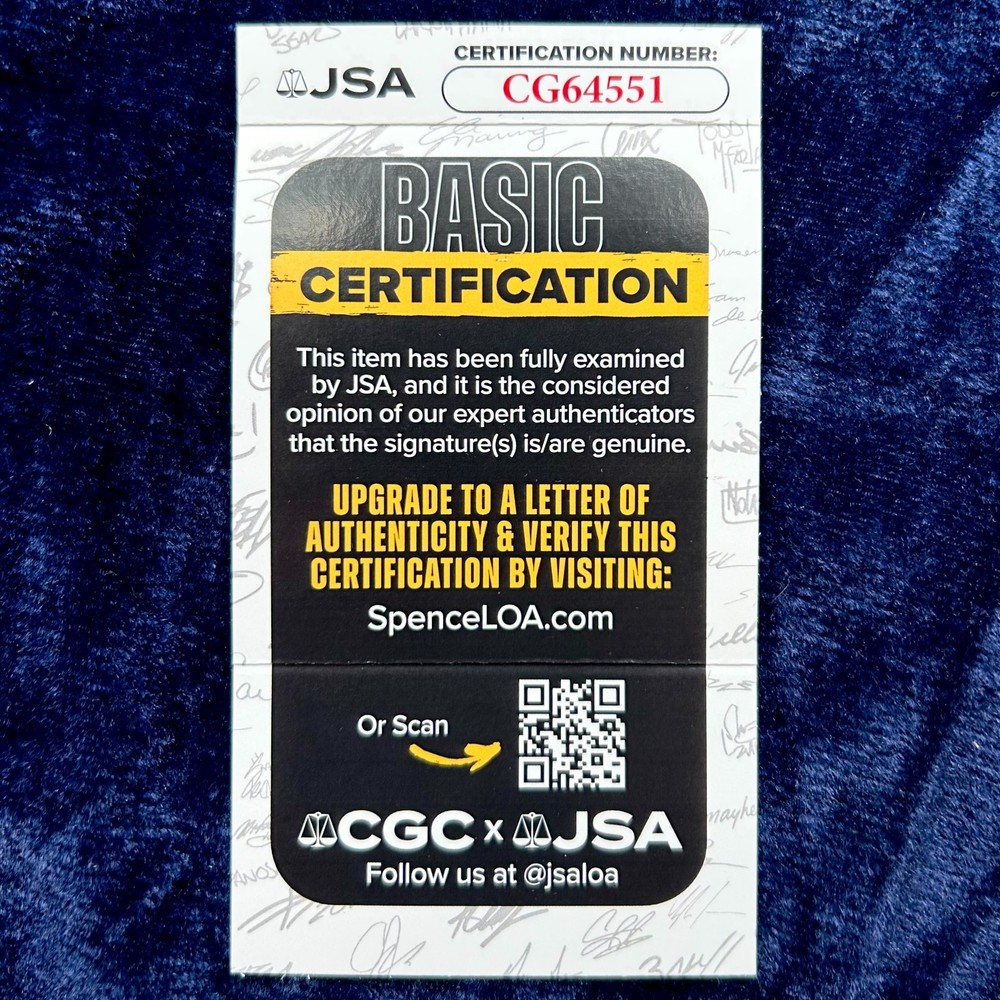 CERTIFICATION NUMBER:
JSA
CG64551
BASIC
CERTIFICATION
This item has been fully examined
by JSA, and it is the considered
opinion of our expert authenticators
that the signature(s) is/are genuine.
UPGRADE TO A LETTER OF
AUTHENTICITY & VERIFY THIS
CERTIFICATION BY VISITING:
SpenceLOA.com
Or Scan
CGC x JSA
Follow us at @jsaloa